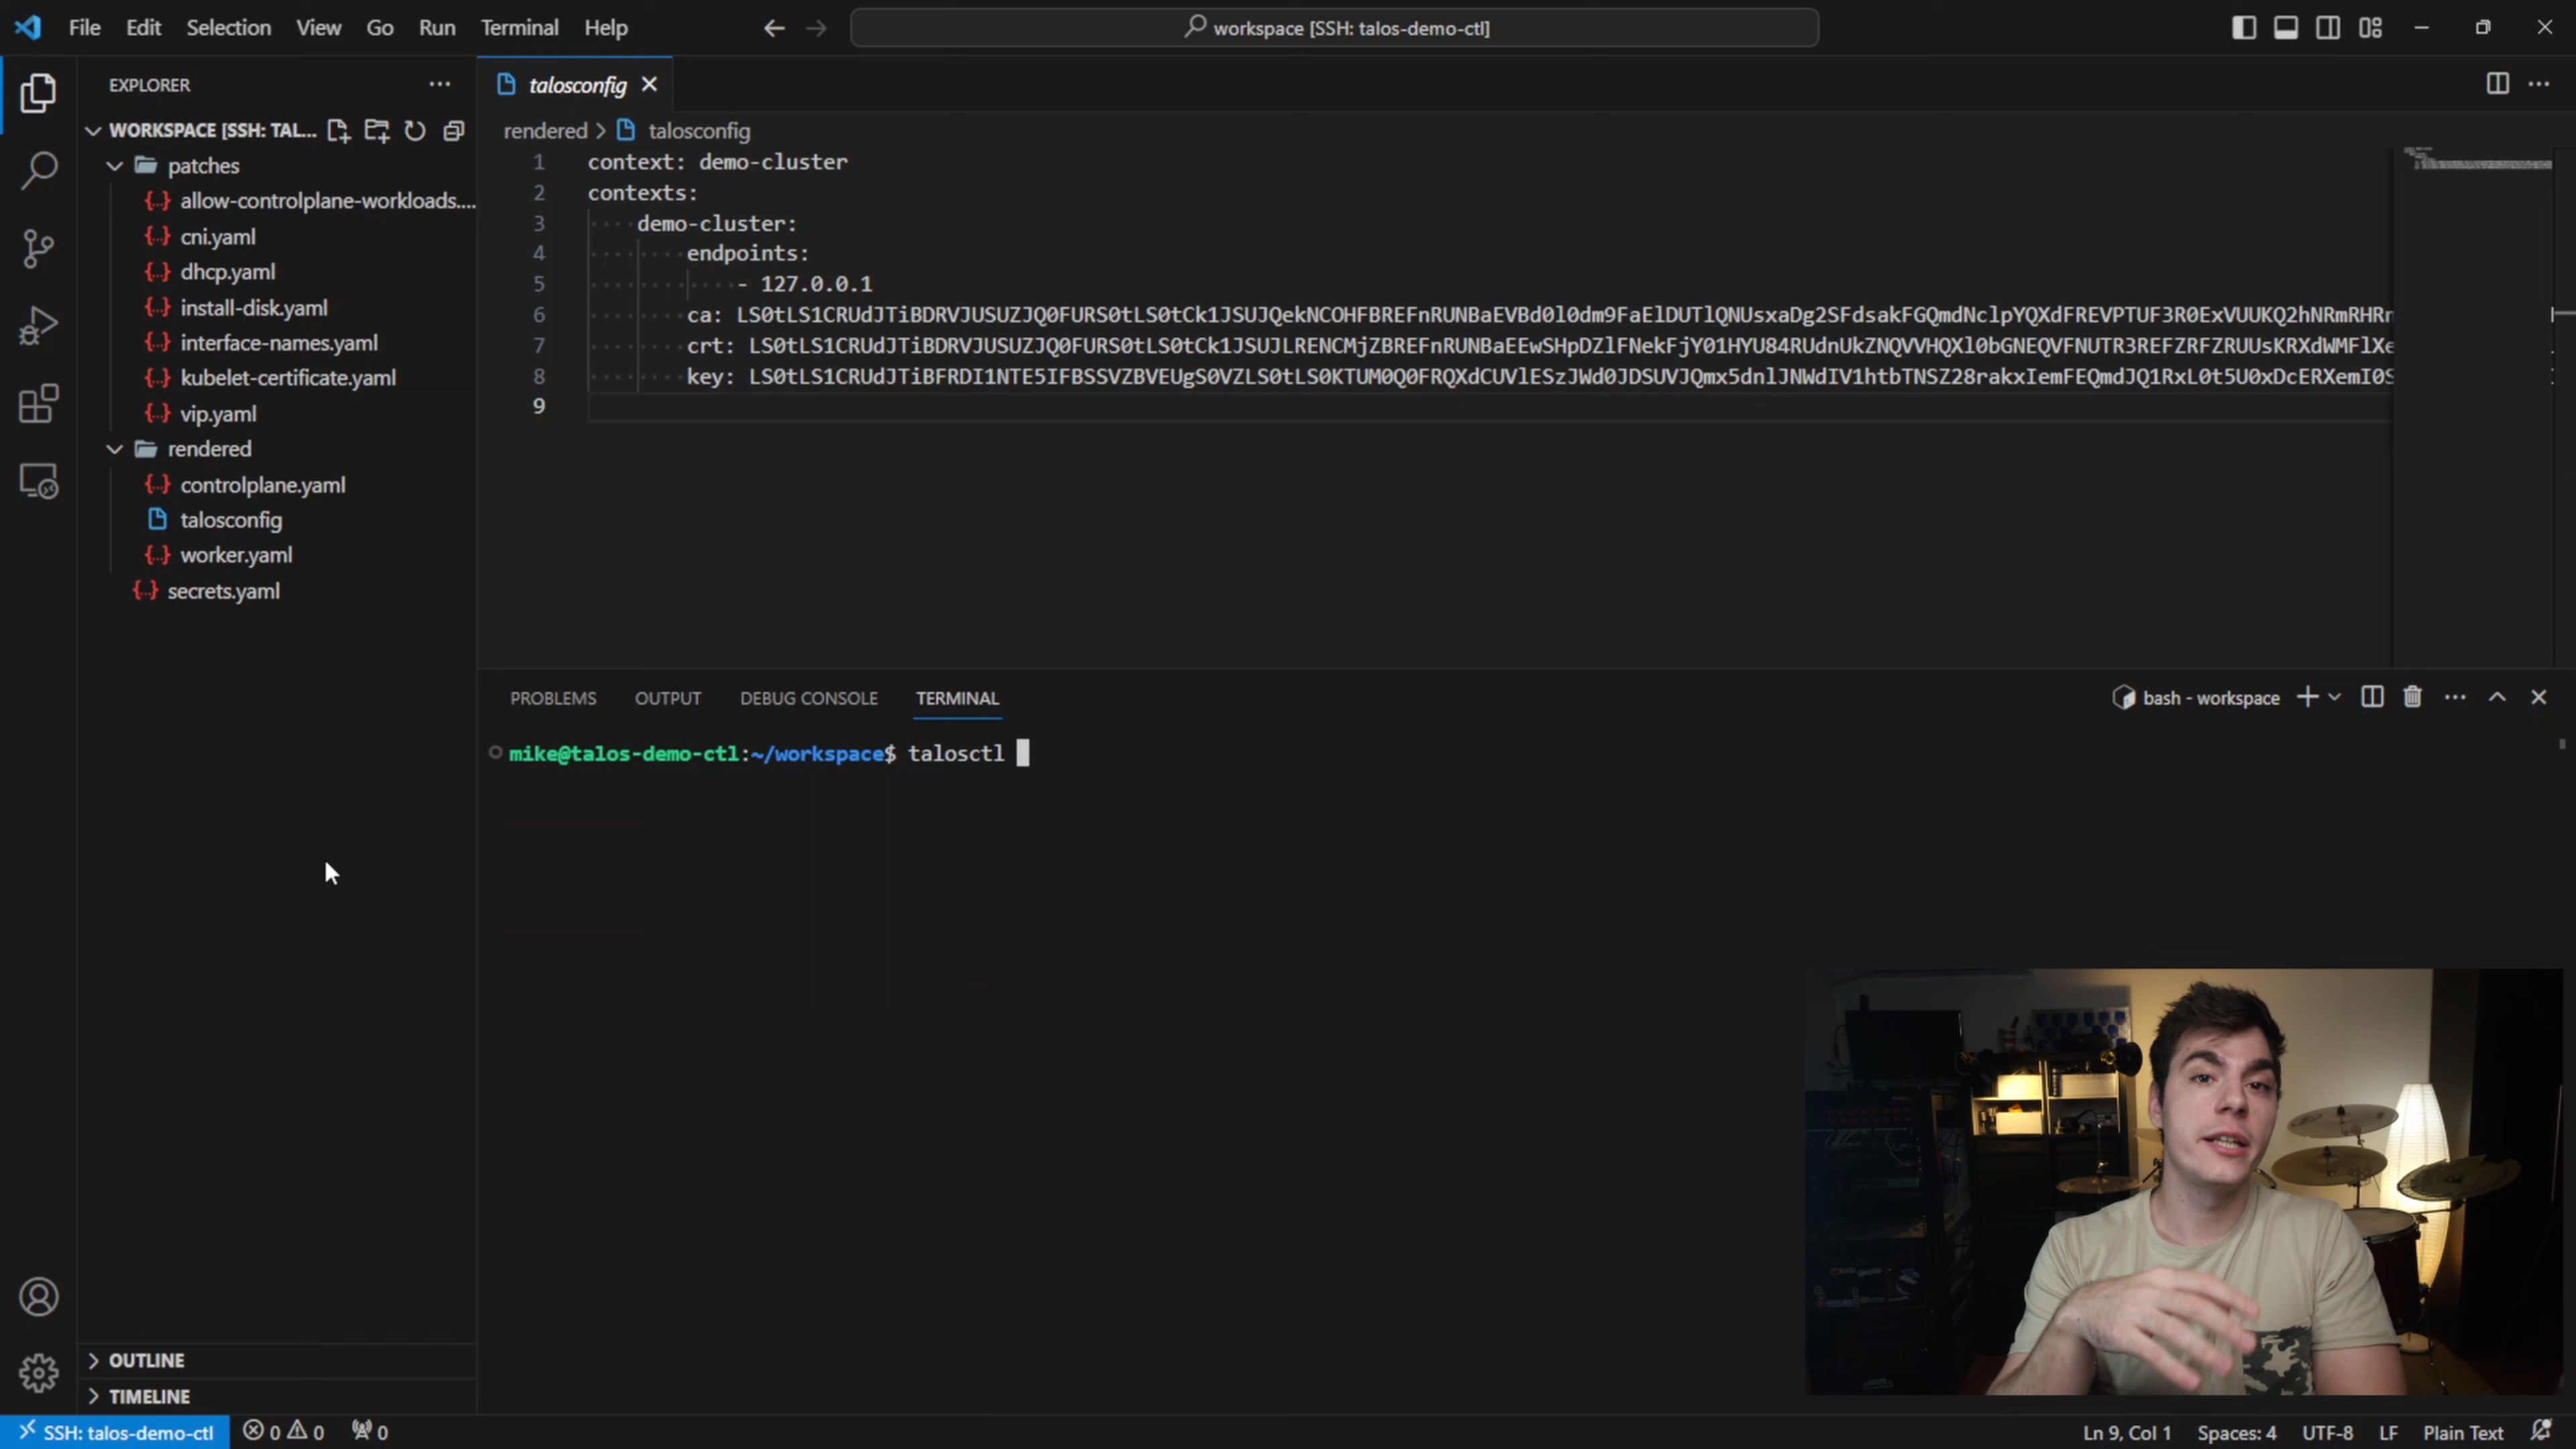 File Edit Selection View Go Run Terminal Help
workspace [SSH: talos-demo-ctl]
EXPLORER
WORKSPACE [SSH: TAL...
patches
allow-controlplane-workloads....
cni.yaml
dhcp.yaml
install-disk.yaml
interface-names.yaml
kubelet-certificate.yaml
vip.yaml
rendered
controlplane.yaml
talosconfig
worker.yaml
secrets.yaml
OUTLINE
TIMELINE
talosconfig
rendered > talosconfig
1 context: demo-cluster
2 contexts:
3 demo-cluster:
4 endpoints:
5 - 127.0.0.1
6 ca:
7 crt:
8 key:
9
PROBLEMS OUTPUT DEBUG CONSOLE TERMINAL
bash - workspace
mike@talos-demo-ctl:~/workspace$ talosctl
SSH: talos-demo-ctl 0 0 0
Ln 9, Col 1 Spaces: 4 UTF-8 LF Plain Text